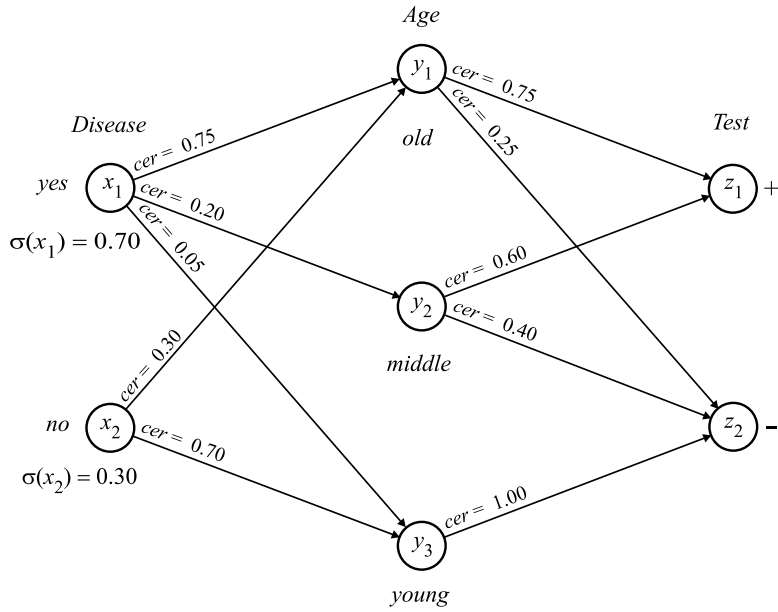 Age
y1
cer = 0.75
cer = 0.25
old
Disease
Test
cer = 0.75
yes
x1
cer = 0.20
cer = 0.05
σ(x1) = 0.70
z1
+
y2
cer = 0.60
cer = 0.40
middle
cer = 0.30
no
x2
cer = 0.70
σ(x2) = 0.30
z2
-
y3
cer = 1.00
young